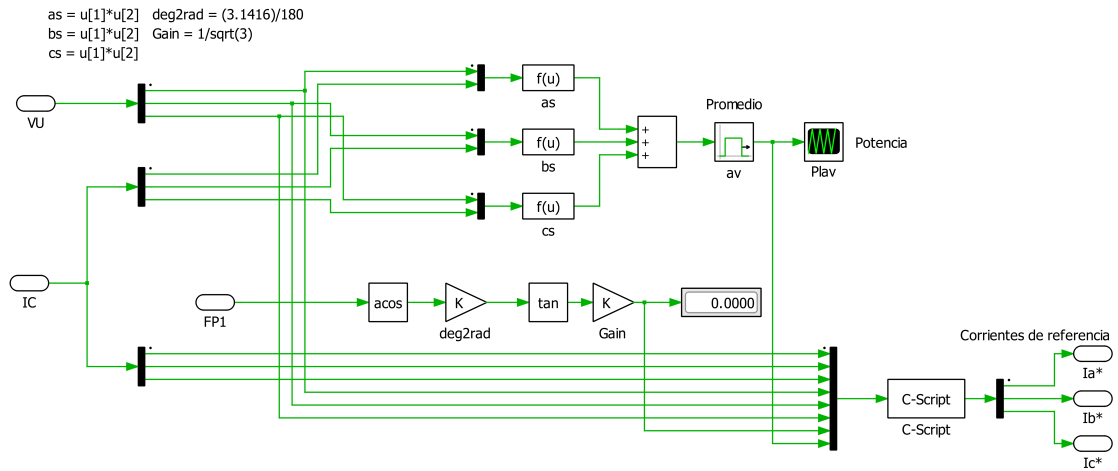 as = u[1]*u[2] deg2rad = (3.1416)/180
bs = u[1]*u[2] Gain = 1/sqrt(3)
cs = u[1]*u[2]
VU
f(u)
as
Promedio
f(u)
bs
+
+
+
av
Plav
Potencia
f(u)
cs
IC
FP1
acos
K
deg2rad
tan
K
Gain
0.0000
Corrientes de referencia
Ia*
C-Script
C-Script
Ib*
Ic*